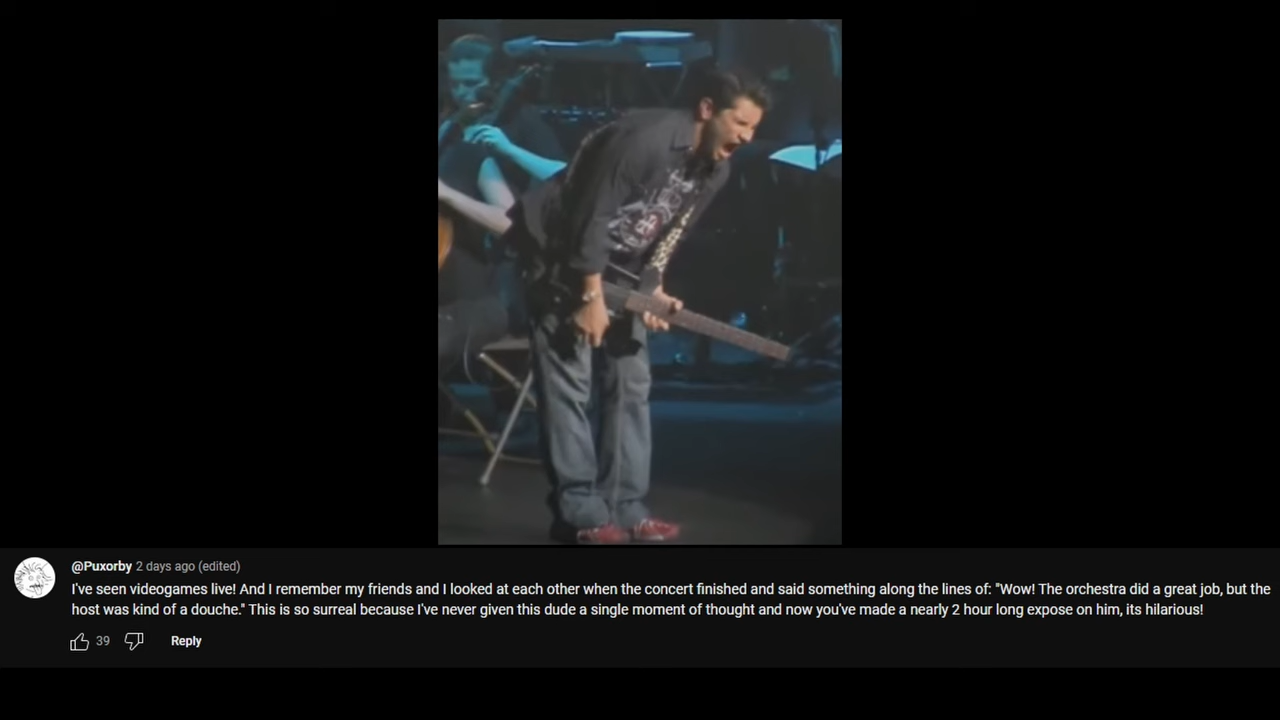 @Puxorby 2 days ago (edited)
I've seen videogames live! And I remember my friends and I looked at each other when the concert finished and said something along the lines of: "Wow! The orchestra did a great job, but the
host was kind of a douche." This is so surreal because I've never given this dude a single moment of thought and now you've made a nearly 2 hour long expose on him, its hilarious!
39 Reply